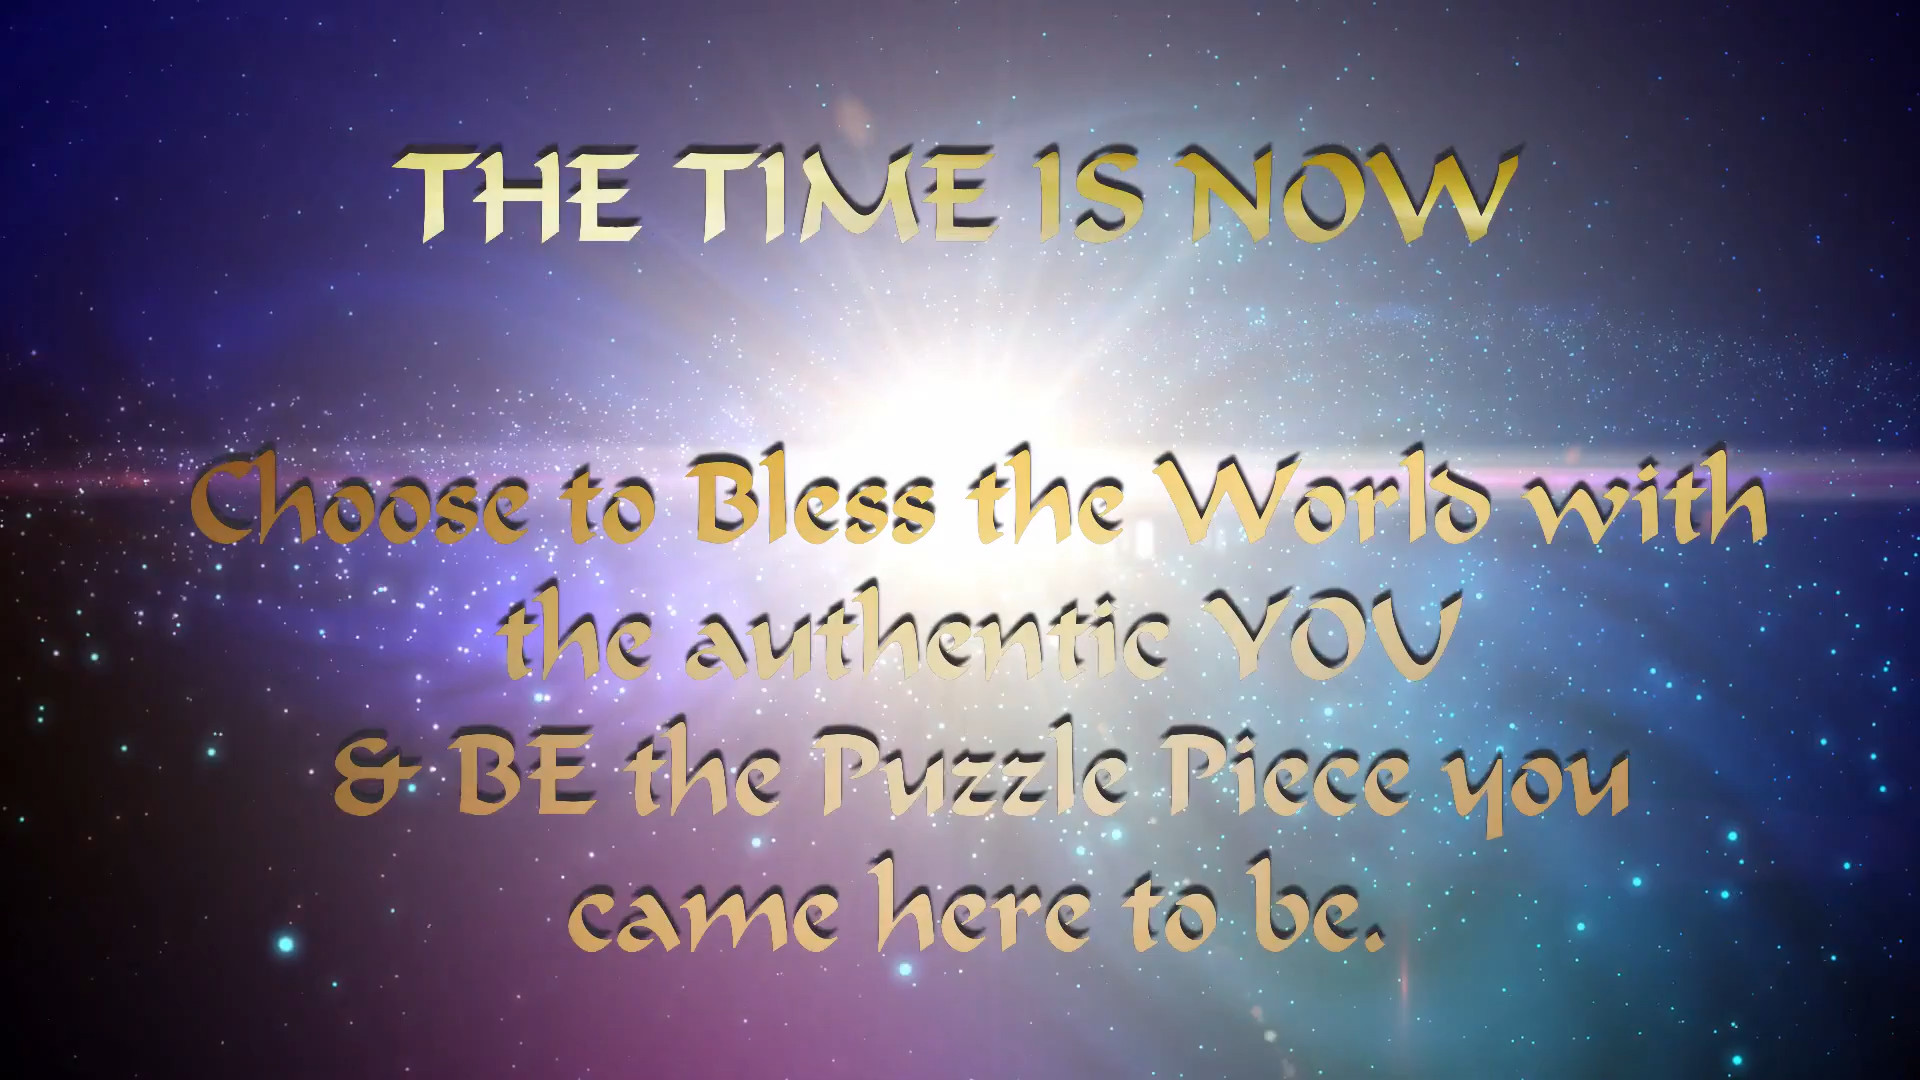 THE TIME IS NOW
Choose to Bless the World with
the authentic YOU
& BE the Puzzle Piece you
came here to be.